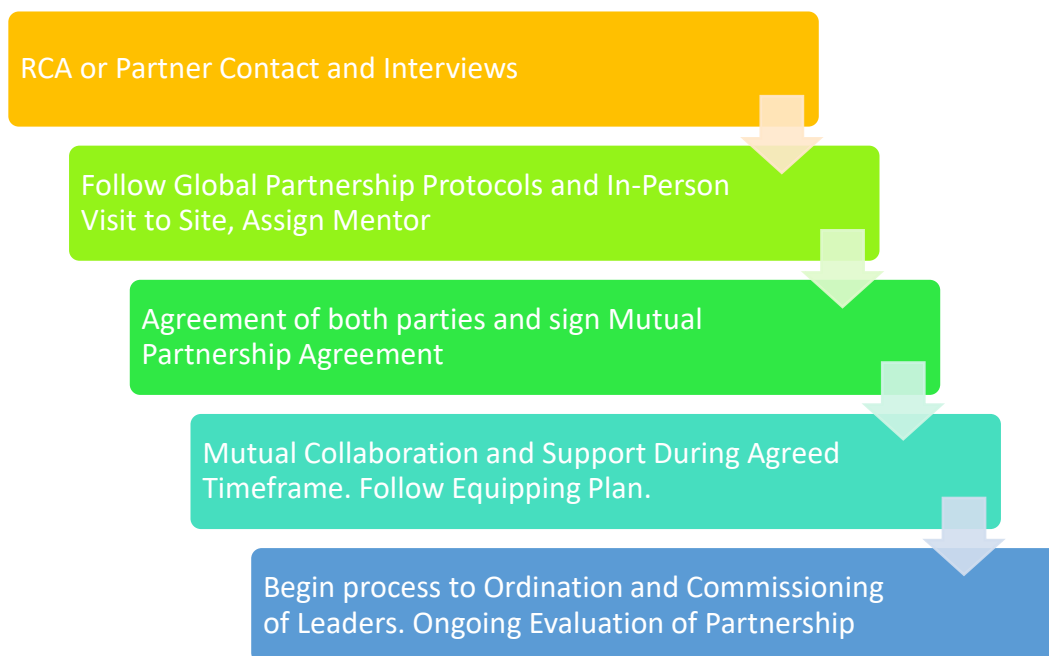 RCA or Partner Contact and Interviews
Follow Global Partnership Protocols and In-Person
Visit to Site, Assign Mentor
Agreement of both parties and sign Mutual
Partnership Agreement
Mutual Collaboration and Support During Agreed
Timeframe. Follow Equipping Plan.
Begin process to Ordination and Commissioning
of Leaders. Ongoing Evaluation of Partnership